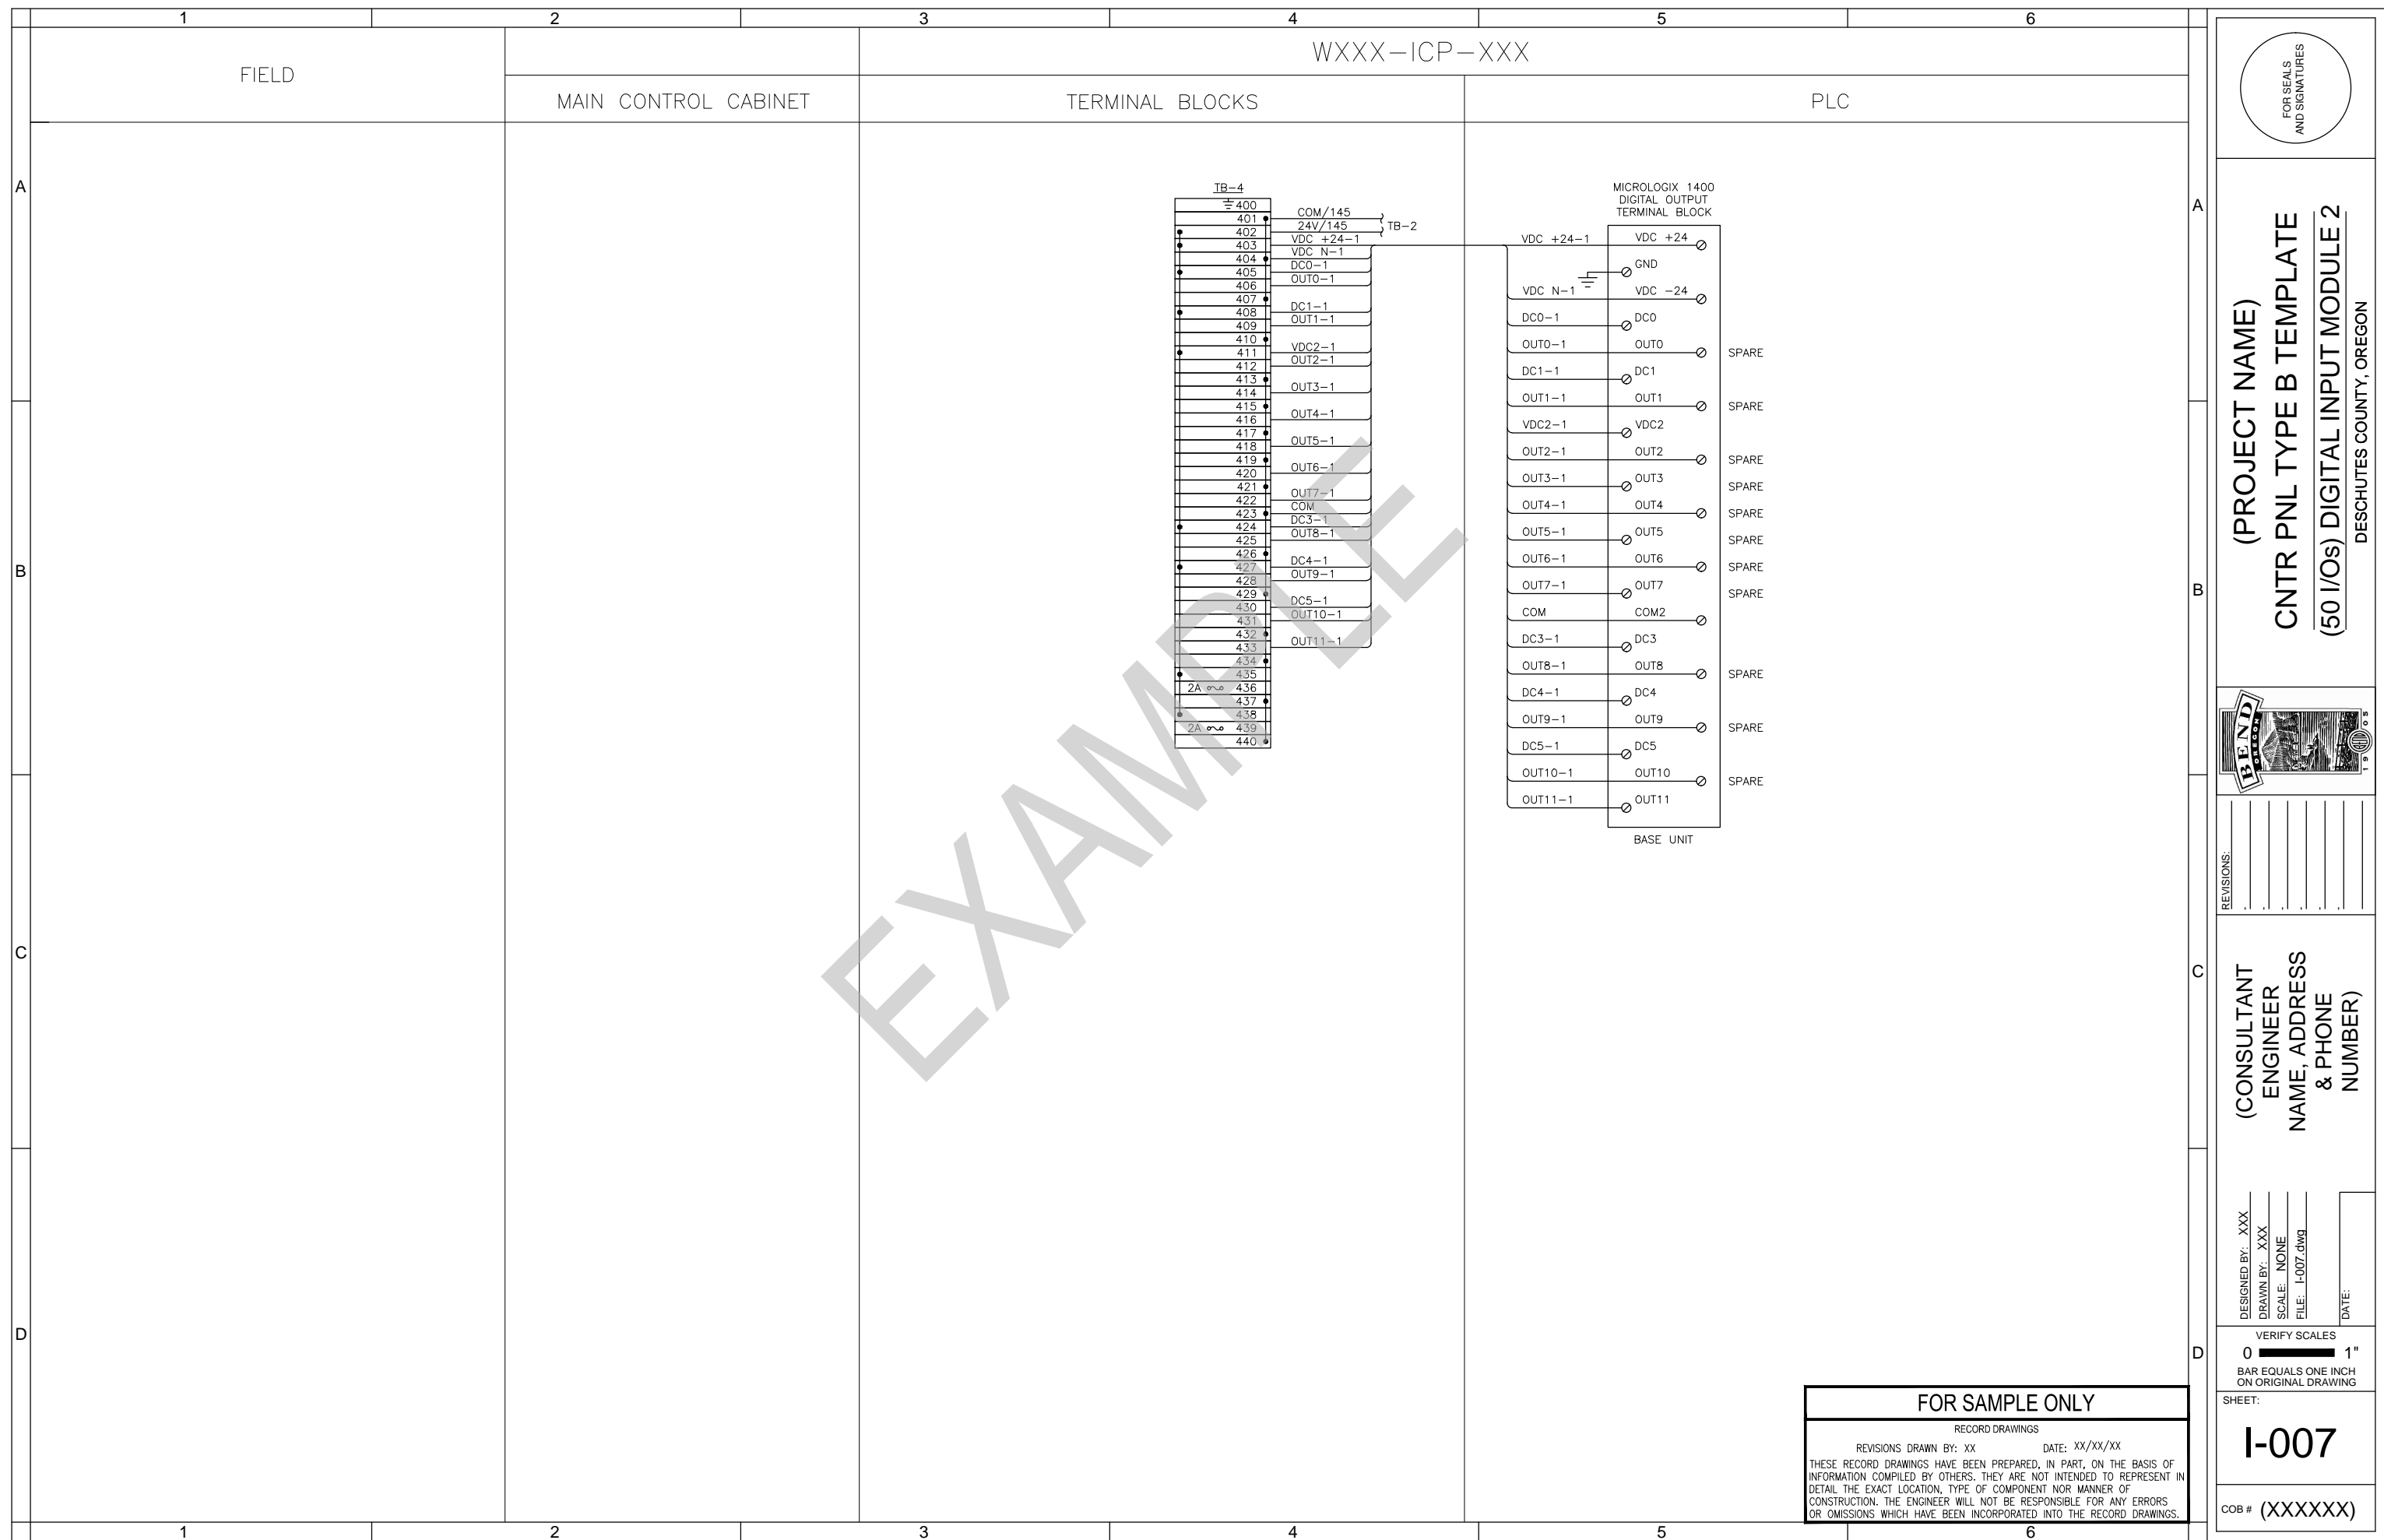 1 2 3 4 5 6
WXXX-ICP-XXX
FIELD
MAIN CONTROL CABINET
TERMINAL BLOCKS
PLC
A
B
C
D
TB-4
400
401
402
403
404
405
406
407
408
409
410
411
412
413
414
415
416
417
418
419
420
421
422
423
424
425
426
427
428
429
430
431
432
433
434
435
2A 436
437
438
2A 439
440
COM/145
24V/145
TB-2
VDC +24-1
VDC N-1
DC0-1
OUT0-1
DC1-1
OUT1-1
VDC2-1
OUT2-1
OUT3-1
OUT4-1
OUT5-1
OUT6-1
OUT7-1
COM
DC3-1
OUT8-1
DC4-1
OUT9-1
DC5-1
OUT10-1
OUT11-1
MICROLOGIX 1400
DIGITAL OUTPUT
TERMINAL BLOCK
VDC +24-1 VDC +24
GND
VDC N-1 VDC -24
DC0-1 DC0
OUT0-1 OUT0 SPARE
DC1-1 DC1
OUT1-1 OUT1 SPARE
VDC2-1 VDC2
OUT2-1 OUT2 SPARE
OUT3-1 OUT3 SPARE
OUT4-1 OUT4 SPARE
OUT5-1 OUT5 SPARE
OUT6-1 OUT6 SPARE
OUT7-1 OUT7 SPARE
COM COM2
DC3-1 DC3
OUT8-1 OUT8 SPARE
DC4-1 DC4
OUT9-1 OUT9 SPARE
DC5-1 DC5
OUT10-1 OUT10 SPARE
OUT11-1 OUT11
BASE UNIT
EXAMPLE
FOR SAMPLE ONLY
RECORD DRAWINGS
REVISIONS DRAWN BY: XX DATE: XX/XX/XX
THESE RECORD DRAWINGS HAVE BEEN PREPARED, IN PART, ON THE BASIS OF
INFORMATION COMPILED BY OTHERS. THEY ARE NOT INTENDED TO REPRESENT IN
DETAIL THE EXACT LOCATION, TYPE OF COMPONENT NOR MANNER OF
CONSTRUCTION. THE ENGINEER WILL NOT BE RESPONSIBLE FOR ANY ERRORS
OR OMISSIONS WHICH HAVE BEEN INCORPORATED INTO THE RECORD DRAWINGS.
1 2 3 4 5 6
A
B
C
D
FOR SEALS
AND SIGNATURES
(PROJECT NAME)
CNTR PNL TYPE B TEMPLATE
(50 I/Os) DIGITAL INPUT MODULE 2
DESCHUTES COUNTY, OREGON
BEND
OREGON
1905
REVISIONS:
(CONSULTANT
ENGINEER
NAME, ADDRESS
& PHONE
NUMBER)
DESIGNED BY: XXX
DRAWN BY: XXX
SCALE: NONE
FILE: I-007.dwg
DATE:
VERIFY SCALES
0 1"
BAR EQUALS ONE INCH
ON ORIGINAL DRAWING
SHEET:
I-007
COB # (XXXXXX)